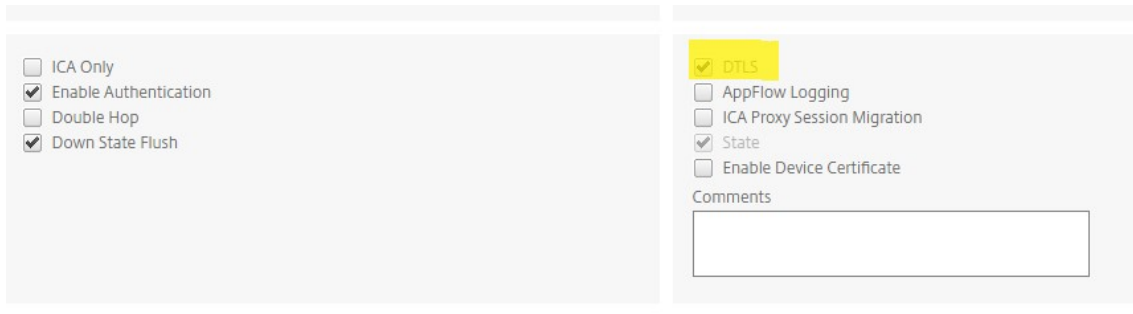 ICA Only
Enable Authentication
Double Hop
Down State Flush
DTLS
AppFlow Logging
ICA Proxy Session Migration
State
Enable Device Certificate
Comments